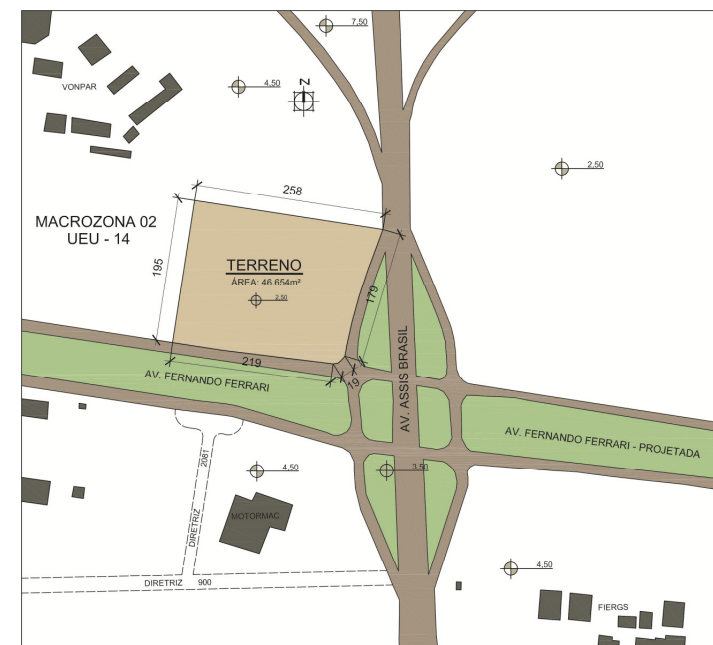 7,50
VONPAR
4,50
N
2,50
258
MACROZONA 02
UEU - 14
195
TERRENO
ÁREA: 46.654m²
2,50
179
219
19
AV. FERNANDO FERRARI
AV. ASSIS BRASIL
AV. FERNANDO FERRARI - PROJETADA
4,50
3,50
DIRETRIZ 2081
MOTORMAC
4,50
DIRETRIZ 900
FIERGS